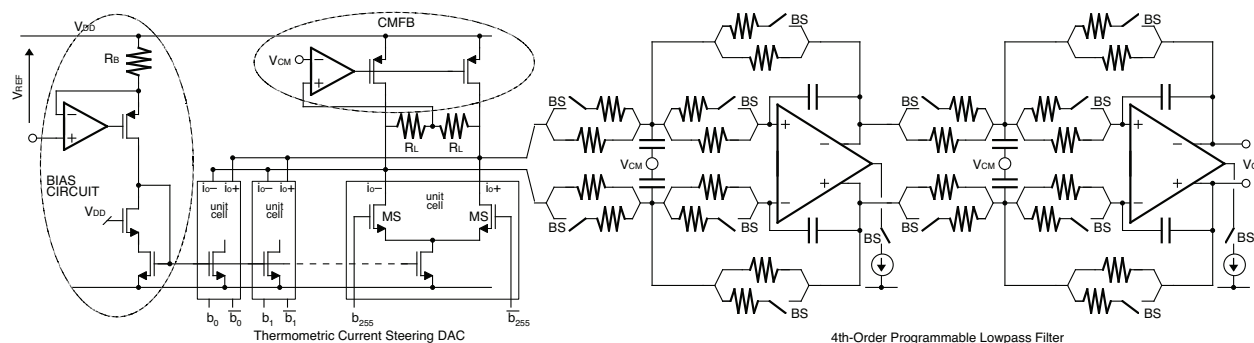 VDD
CMFB
RB
VCM
VREF
RL
RL
BIAS
CIRCUIT
VDD
io−
io+
io−
io+
io−
io+
unit
cell
unit
cell
unit
cell
MS
MS
b0
b0
b1
b1
b255
b255
Thermometric Current Steering DAC
BS
BS
BS
BS
BS
VCM
VCM
BS
BS
BS
BS
BS
BS
BS
BS
BS
BS
BS
4th-Order Programmable Lowpass Filter